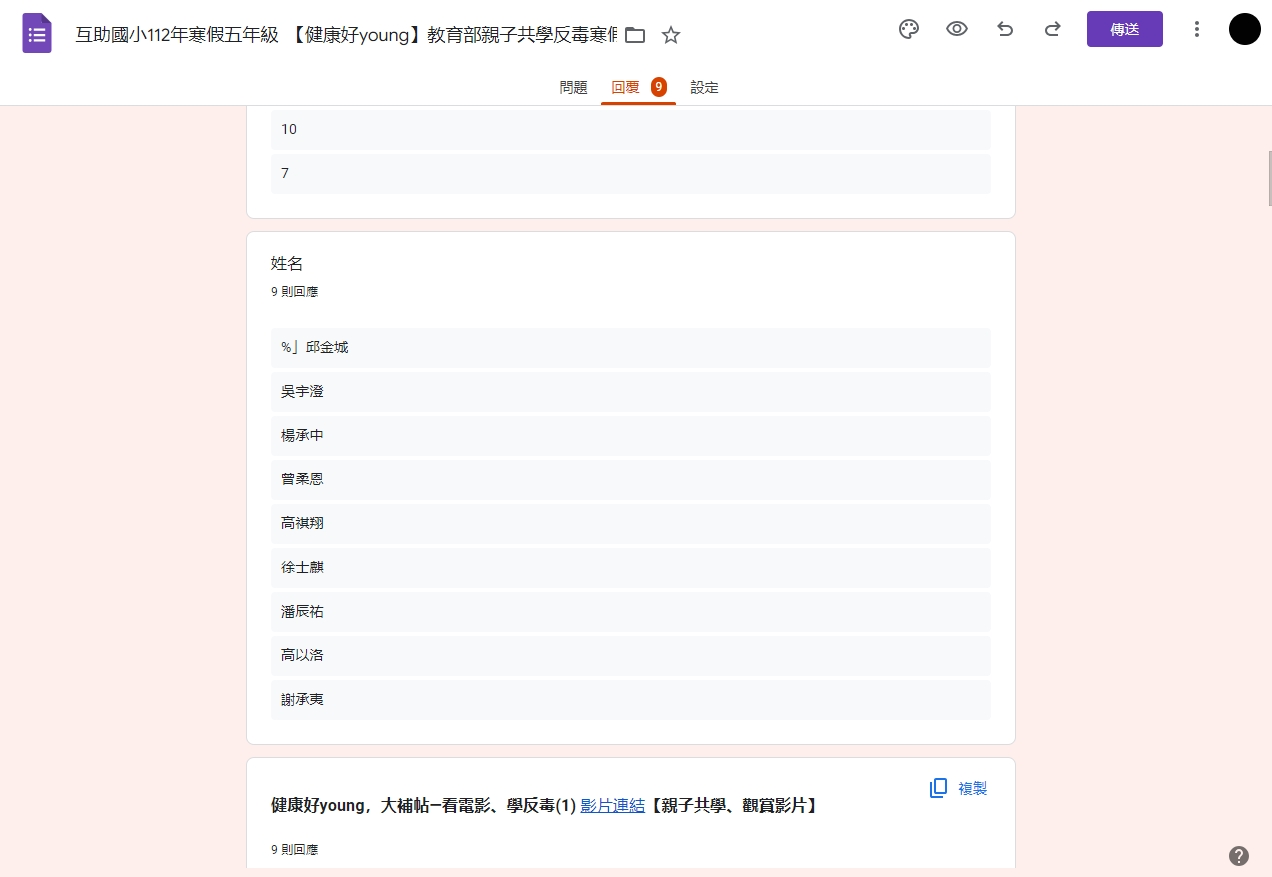 互助國小112年寒假五年級 【健康好young】教育部親子共學反毒寒假
傳送
問題
回覆 9
設定
10
7
姓名
9 則回應
%」邱金城
吳宇澄
楊承中
曾柔恩
高祺翔
徐士麒
潘辰祐
高以洛
謝承夷
複製
健康好young，大補帖—看電影、學反毒(1) 影片連結【親子共學、觀賞影片】
9 則回應